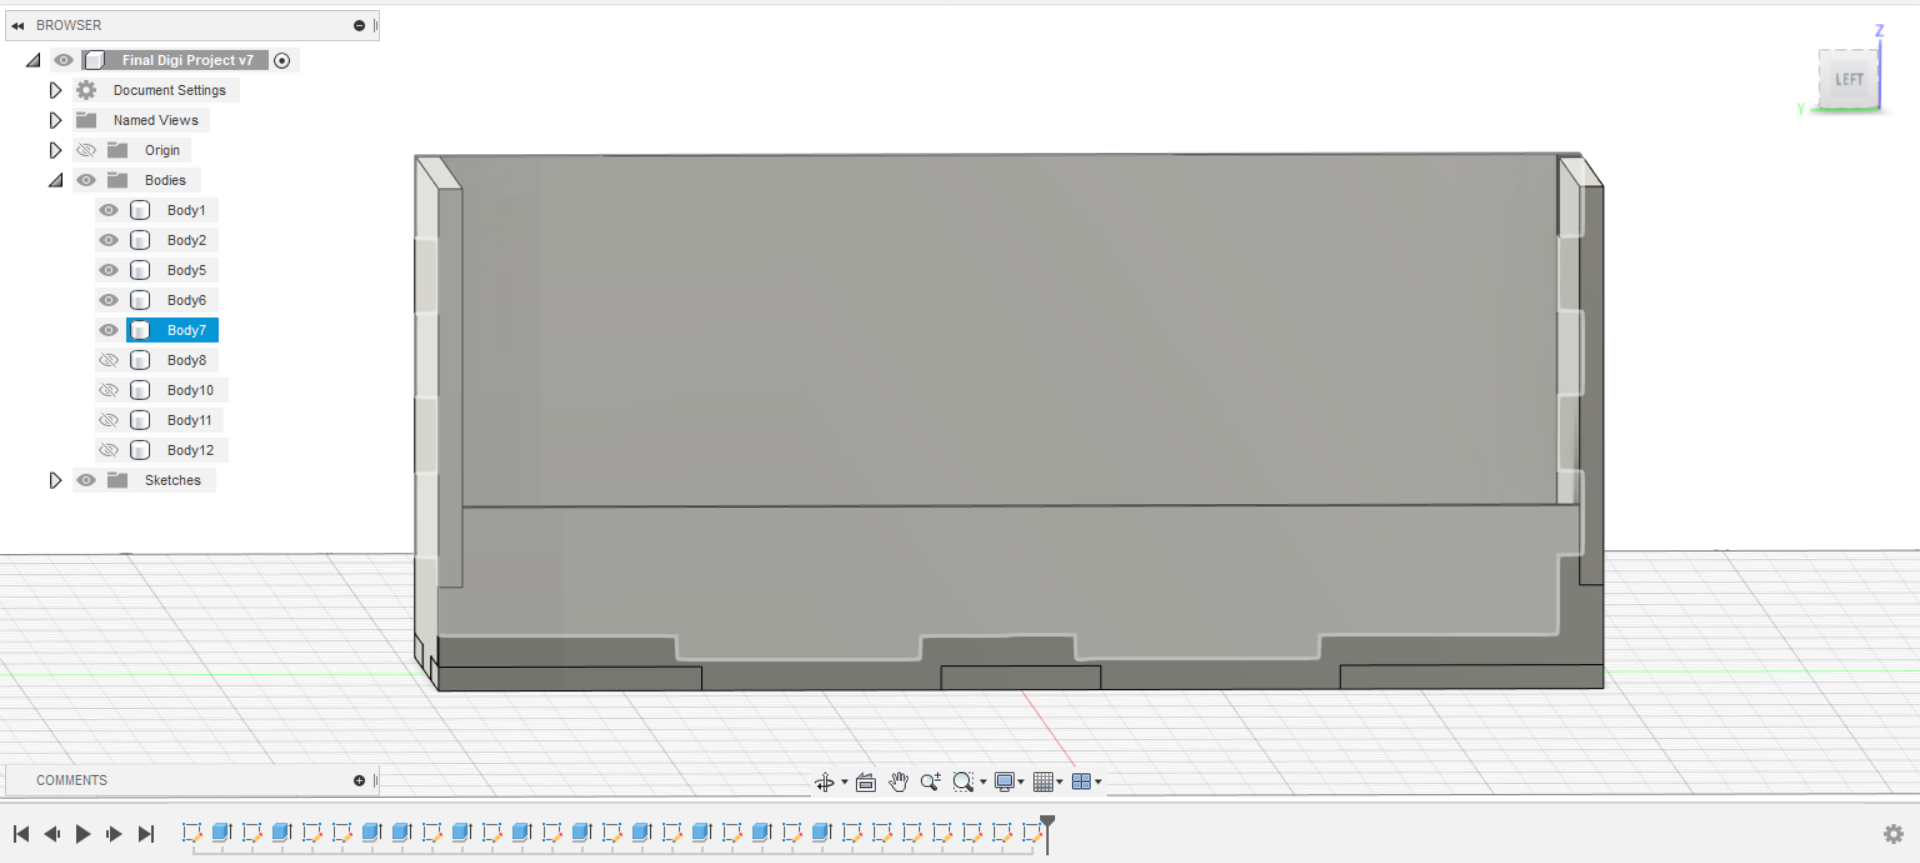 BROWSER
Final Digi Project v7
Document Settings
Named Views
Origin
Bodies
Body1
Body2
Body5
Body6
Body7
Body8
Body10
Body11
Body12
Sketches
Z
LEFT
Y
COMMENTS